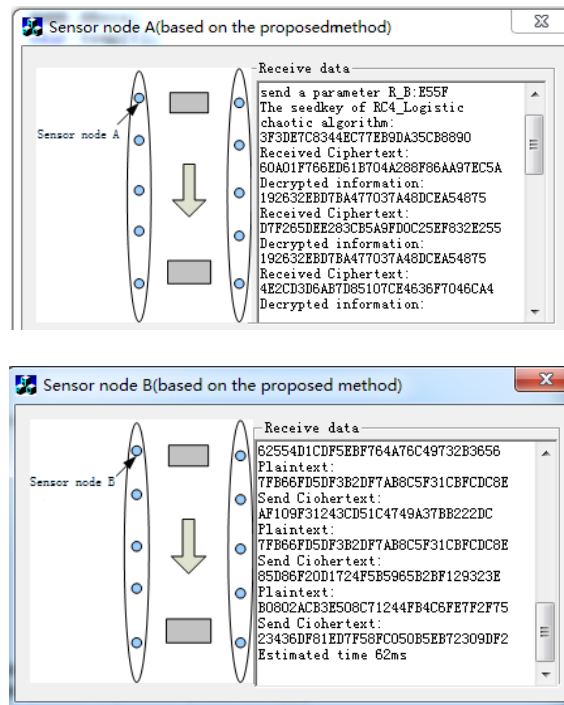 Sensor node A(based on the proposedmethod)
Receive data
Sensor node A
send a parameter R_B:E55F
The seedkey of RC4_Logistic
chaotic algorithm:
3F3DE7C8344EC77EB9DA35CB8890
Received Ciphertext:
60A01F766ED61B704A288F86AA97EC5A
Decrypted information:
192632EBD7BA477037A48DCEA54875
Received Ciphertext:
D7F265DEE283CB5A9FD0C25EF832E255
Decrypted information:
192632EBD7BA477037A48DCEA54875
Received Ciphertext:
4E2CD3D6AB7D85107CE4636F7046CA4
Decrypted information:
Sensor node B(based on the proposed method)
Receive data
Sensor node B
62554D1CDF5EBF764A76C49732B3656
Plaintext:
7FB66FD5DF3B2DF7AB8C5F31CBFCDC8E
Send Ciohertext:
AF109F31243CD51C4749A37BB222DC
Plaintext:
7FB66FD5DF3B2DF7AB8C5F31CBFCDC8E
Send Ciohertext:
85D86F20D1724F5B5965B2BF129323E
Plaintext:
B0802ACB3E508C71244FB4C6FE7F2F75
Send Ciohertext:
23436DF81ED7F58FC050B5EB72309DF2
Estimated time 62ms